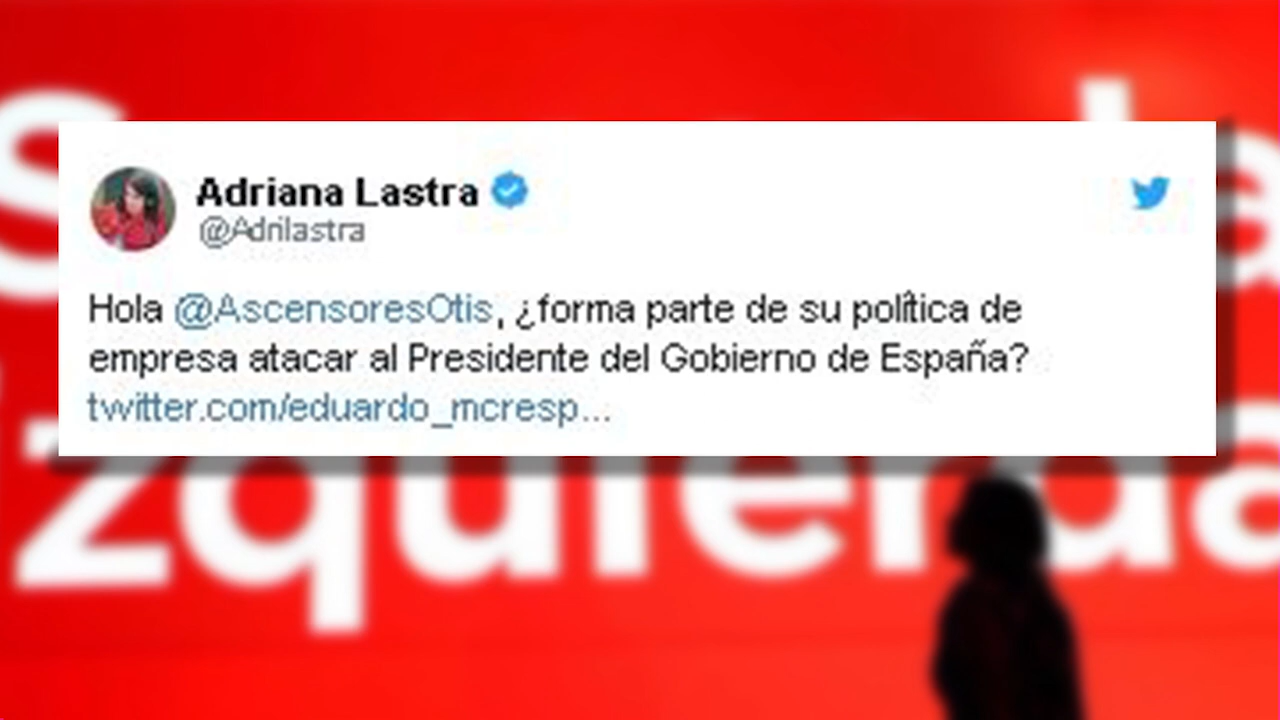 Adriana Lastra
@Adrilastra
Hola @AscensoresOtis, ¿forma parte de su política de
empresa atacar al Presidente del Gobierno de España?
twitter.com/eduardo_mcresp...
izquierda